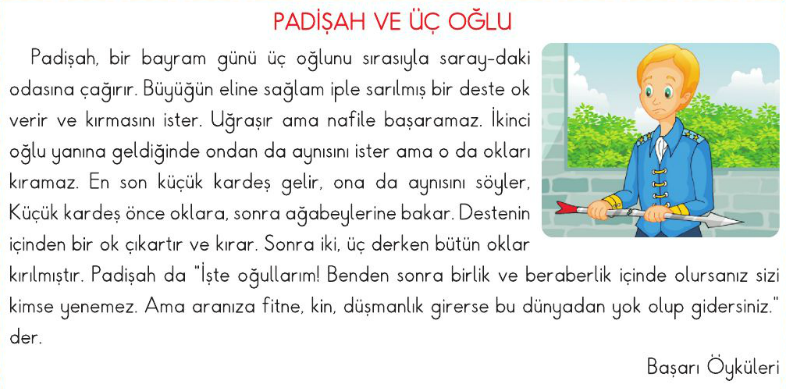 PADİŞAH VE ÜÇ OĞLU
Padişah, bir bayram günü üç oğlunu sırasıyla saray-daki
odasına çağırır. Büyüğün eline sağlam iple sarılmış bir deste ok
verir ve kırmasını ister. Uğraşır ama nafile başaramaz. İkinci
oğlu yanına geldiğinde ondan da aynısını ister ama o da okları
kıramaz. En son küçük kardeş gelir, ona da aynısını söyler,
Küçük kardeş önce oklara, sonra ağabeylerine bakar. Destenin
içinden bir ok çıkartır ve kırar. Sonra iki, üç derken bütün oklar
kırılmıştır. Padişah da "İşte oğullarım! Benden sonra birlik ve beraberlik içinde olursanız sizi
kimse yenemez. Ama aranıza fitne, kin, düşmanlık girerse bu dünyadan yok olup gidersiniz."
der.
Başarı Öyküleri